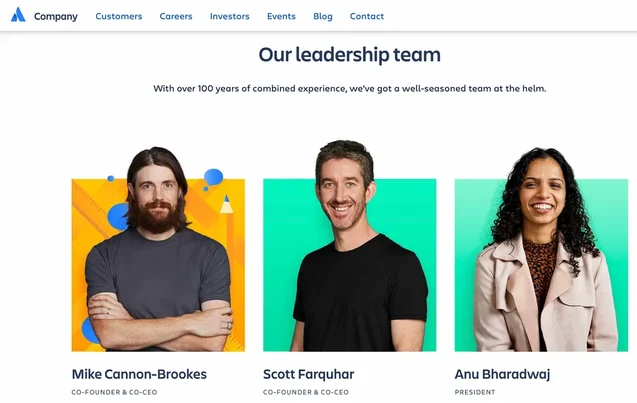 Company Customers Careers Investors Events Blog Contact
Our leadership team
With over 100 years of combined experience, we've got a well-seasoned team at the helm.
Mike Cannon-Brookes Scott Farquhar Anu Bharadwaj
CO-FOUNDER & CO-CEO CO-FOUNDER & CO-CEO PRESIDENT